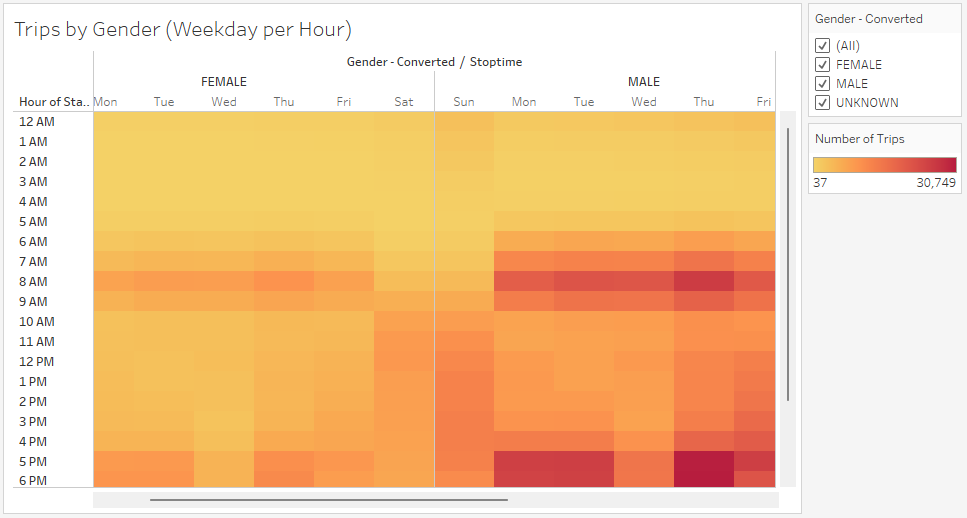 Trips by Gender (Weekday per Hour)
Gender - Converted / Stoptime
FEMALE MALE
Hour of Sta.. Mon Tue Wed Thu Fri Sat Sun Mon Tue Wed Thu Fri
12 AM
1 AM
2 AM
3 AM
4 AM
5 AM
6 AM
7 AM
8 AM
9 AM
10 AM
11 AM
12 PM
1 PM
2 PM
3 PM
4 PM
5 PM
6 PM
Gender - Converted
(All)
FEMALE
MALE
UNKNOWN
Number of Trips
37 30,749